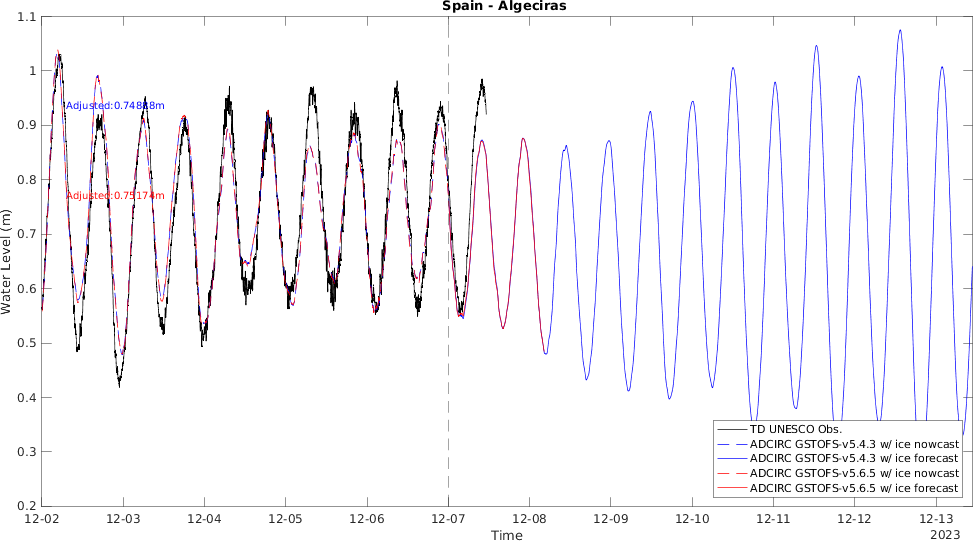 Spain - Algeciras
1.1
1
0.9
0.8
0.7
0.6
0.5
0.4
0.3
0.2
Water Level (m)
Adjusted:0.74848m
Adjusted:0.75174m
TD UNESCO Obs.
ADCIRC GSTOFS-v5.4.3 w/ ice nowcast
ADCIRC GSTOFS-v5.4.3 w/ ice forecast
ADCIRC GSTOFS-v5.6.5 w/ ice nowcast
ADCIRC GSTOFS-v5.6.5 w/ ice forecast
12-02 12-03 12-04 12-05 12-06 12-07 12-08 12-09 12-10 12-11 12-12 12-13
Time
2023